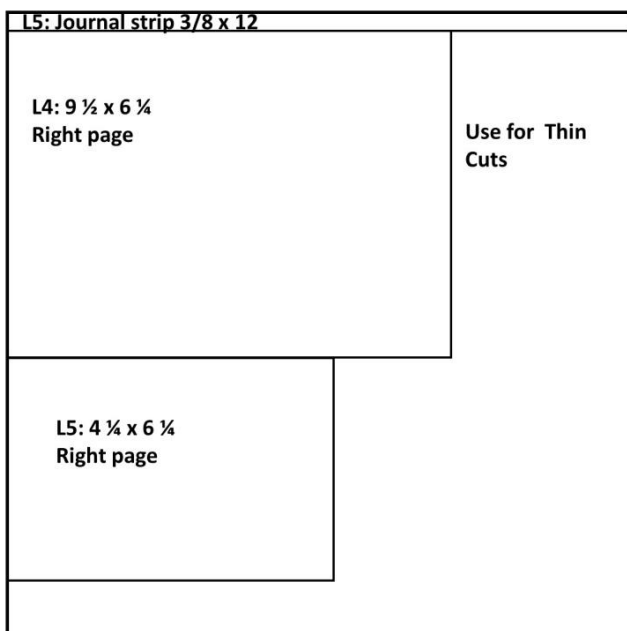 L5: Journal strip 3/8 x 12
L4: 9 ½ x 6 ¼
Right page
Use for  Thin
Cuts
L5: 4 ¼ x 6 ¼
Right page